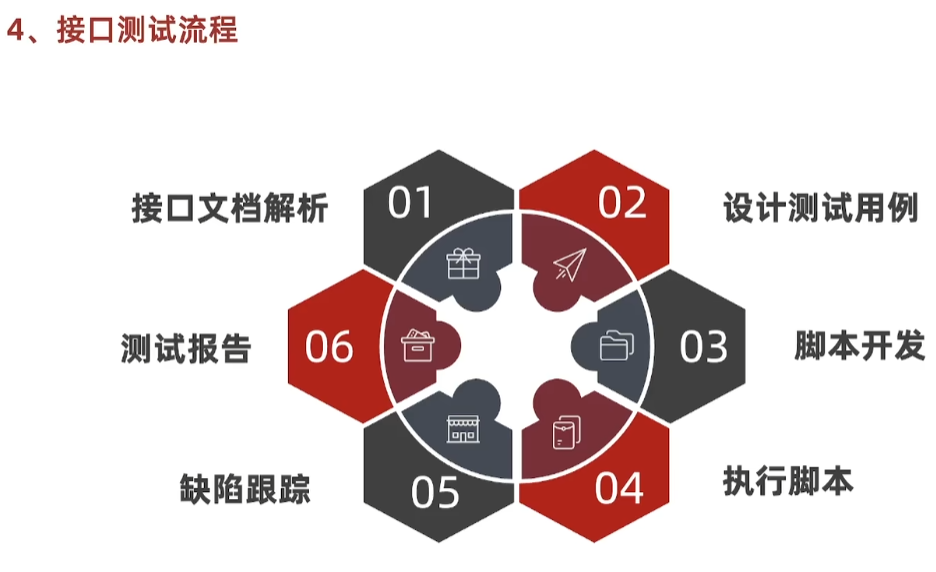 4、接口测试流程
01
接口文档解析
02
设计测试用例
03
脚本开发
04
执行脚本
05
缺陷跟踪
06
测试报告